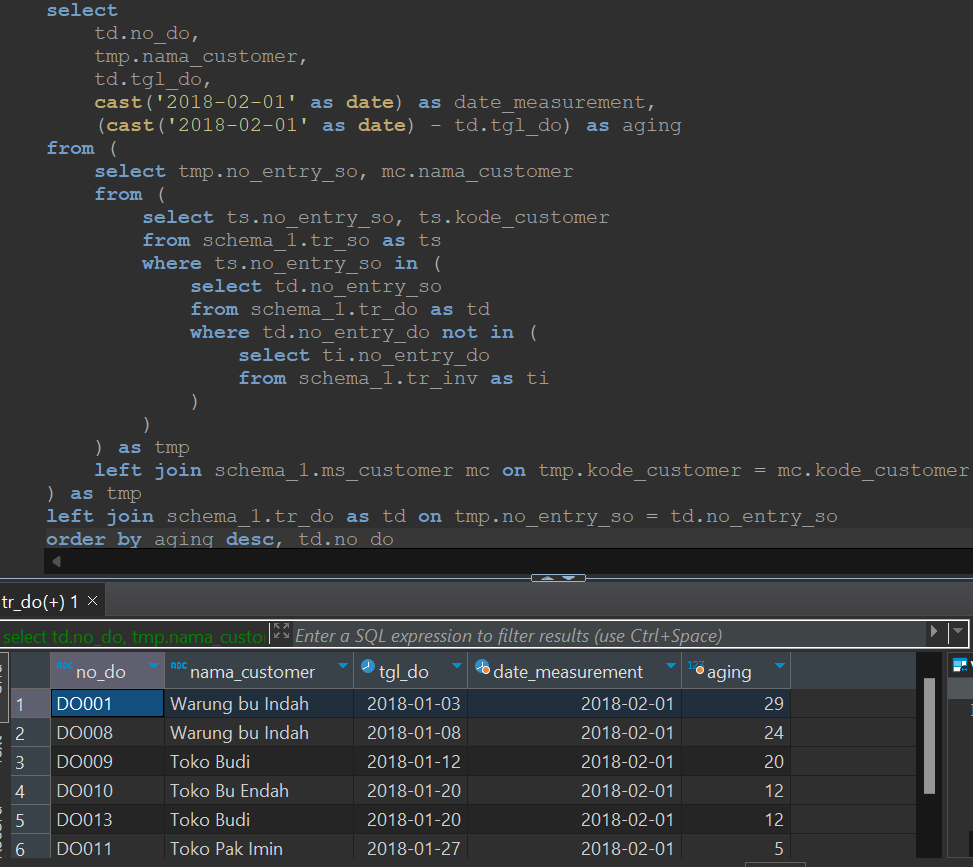 select
td.no_do,
tmp.nama_customer,
td.tgl_do,
cast('2018-02-01' as date) as date_measurement,
(cast('2018-02-01' as date) - td.tgl_do) as aging
from (
select tmp.no_entry_so, mc.nama_customer
from (
select ts.no_entry_so, ts.kode_customer
from schema_1.tr_so as ts
where ts.no_entry_so in (
select td.no_entry_so
from schema_1.tr_do as td
where td.no_entry_do not in (
select ti.no_entry_do
from schema_1.tr_inv as ti
)
)
) as tmp
left join schema_1.ms_customer mc on tmp.kode_customer = mc.kode_customer
) as tmp
left join schema_1.tr_do as td on tmp.no_entry_so = td.no_entry_so
order by aging desc, td.no_do
tr_do(+) 1 ×
select td.no_do, tmp.nama_custor Enter a SQL expression to filter results (use Ctrl+Space)
ABC no_do ABC nama_customer tgl_do date_measurement 123 aging
1 DO001 Warung bu Indah 2018-01-03 2018-02-01 29
2 DO008 Warung bu Indah 2018-01-08 2018-02-01 24
3 DO009 Toko Budi 2018-01-12 2018-02-01 20
4 DO010 Toko Bu Endah 2018-01-20 2018-02-01 12
5 DO013 Toko Budi 2018-01-20 2018-02-01 12
6 DO011 Toko Pak Imin 2018-01-27 2018-02-01 5